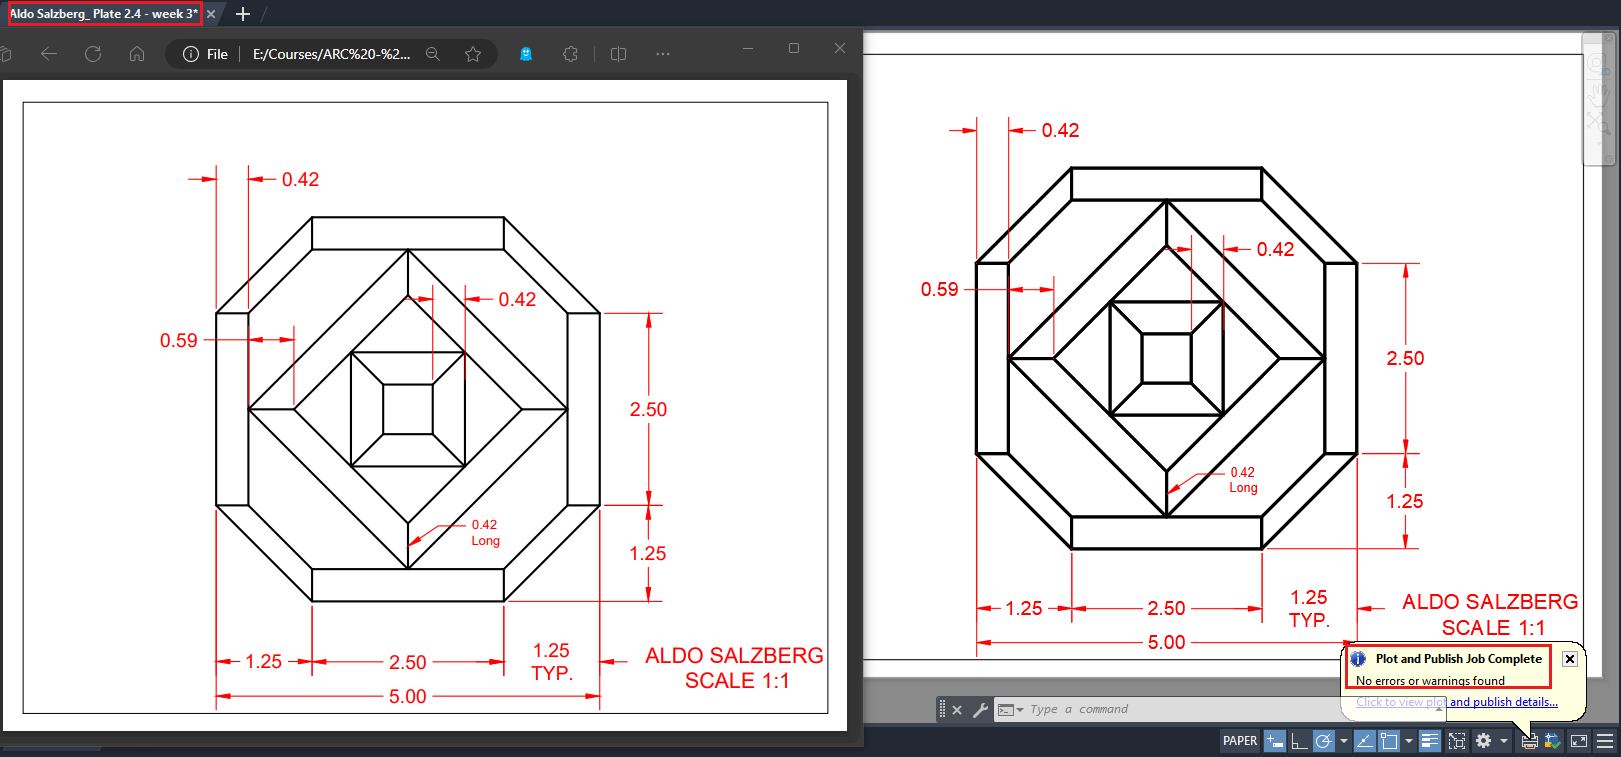 Aldo Salzberg_ Plate 2.4 - week 3*
File
E:/Courses/ARC%20-%2...
0.42
0.42
0.59
2.50
0.42
Long
1.25
1.25
2.50
1.25
TYP.
5.00
ALDO SALZBERG
SCALE 1:1
0.42
0.42
0.59
2.50
0.42
Long
1.25
1.25
2.50
1.25
TYP.
5.00
ALDO SALZBERG
SCALE 1:1
Plot and Publish Job Complete
No errors or warnings found
Click to view plot and publish details...
Type a command
PAPER